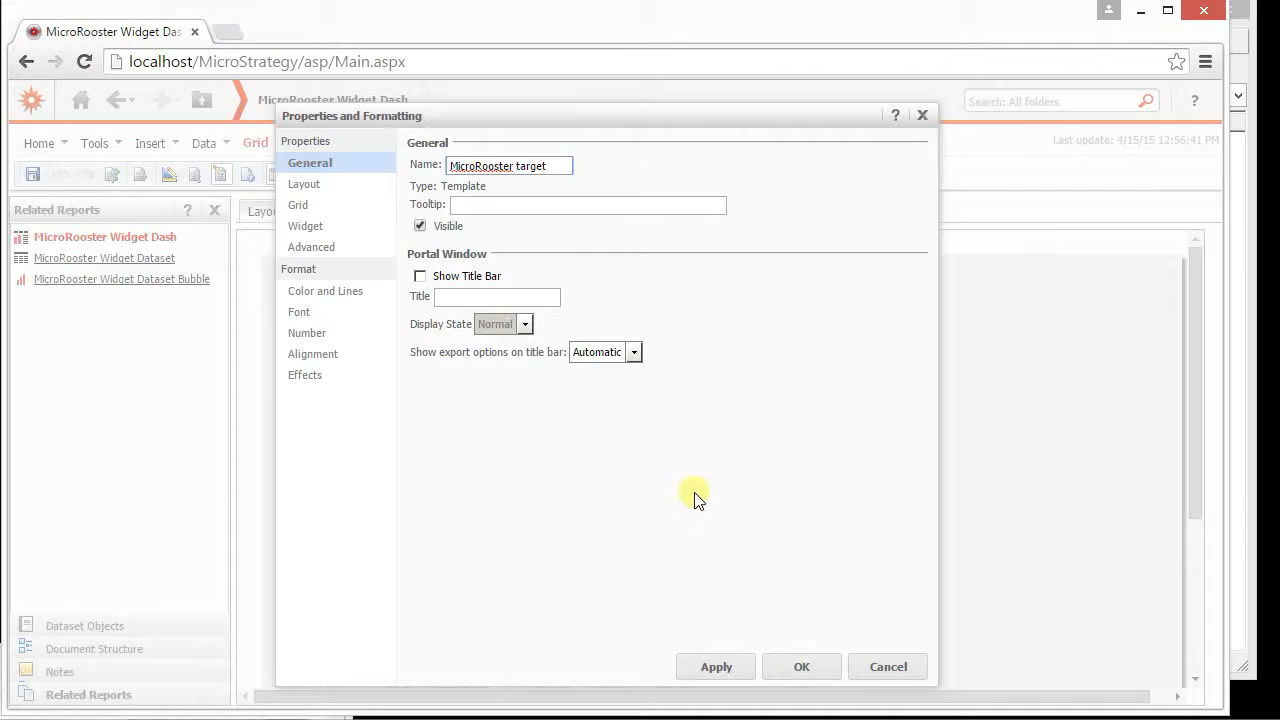 MicroRooster Widget Das
localhost/MicroStrategy/asp/Main.aspx
MicroRooster Widget Dash
Search: All folders
?
Home Tools Insert Data Grid
Last update: 4/15/15 12:56:41 PM
Related Reports ?
MicroRooster Widget Dash
MicroRooster Widget Dataset
MicroRooster Widget Dataset Bubble
Dataset Objects
Document Structure
Notes
Related Reports
Layou
Properties and Formatting ?
Properties
General
Layout
Grid
Widget
Advanced
Format
Color and Lines
Font
Number
Alignment
Effects
General
Name: MicroRooster target
Type: Template
Tooltip:
Visible
Portal Window
Show Title Bar
Title
Display State Normal
Show export options on title bar: Automatic
Apply OK Cancel